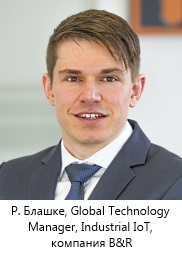 Р. Блашке, Global Technology
Manager, Industrial IoT,
компания B&R